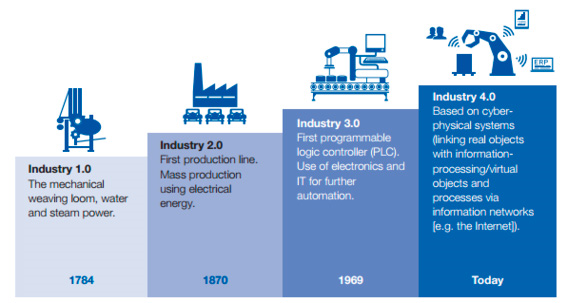 ERP
Industry 1.0
The mechanical
weaving loom, water
and steam power.
1784
Industry 2.0
First production line.
Mass production
using electrical
energy.
1870
Industry 3.0
First programmable
logic controller (PLC).
Use of electronics and
IT for further
automation.
1969
Industry 4.0
Based on cyber-
physical systems
(linking real objects
with information-
processing/virtual
objects and
processes via
information networks
[e.g. the Internet]).
Today